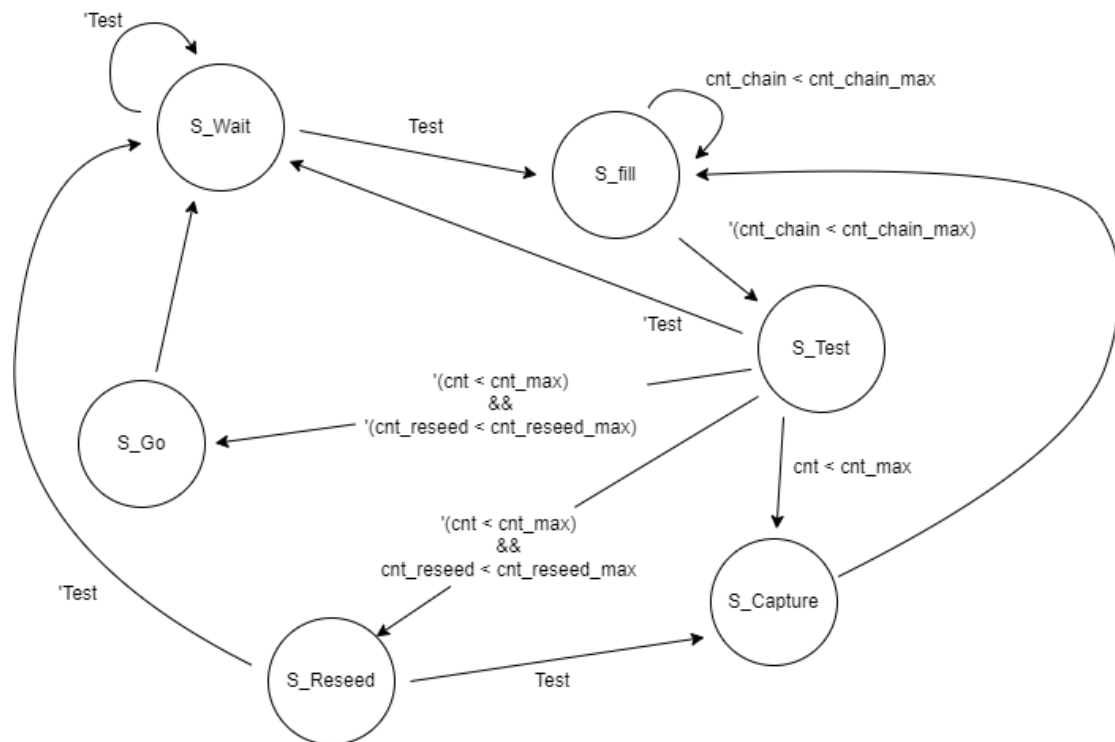 'Test
S_Wait
Test
cnt_chain < cnt_chain_max
S_fill
'(cnt_chain < cnt_chain_max)
'Test
S_Test
'(cnt < cnt_max)
&&
'(cnt_reseed < cnt_reseed_max)
S_Go
cnt < cnt_max
'(cnt < cnt_max)
&&
cnt_reseed < cnt_reseed_max
'Test
S_Capture
S_Reseed
Test